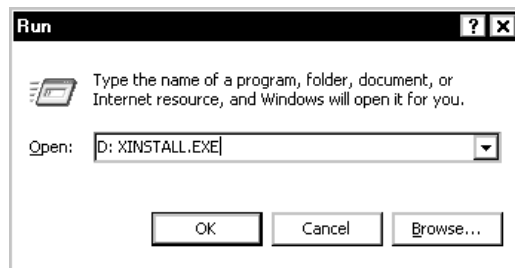 Run
Type the name of a program, folder, document, or
Internet resource, and Windows will open it for you.
Open: D: XINSTALL.EXE
OK Cancel Browse...